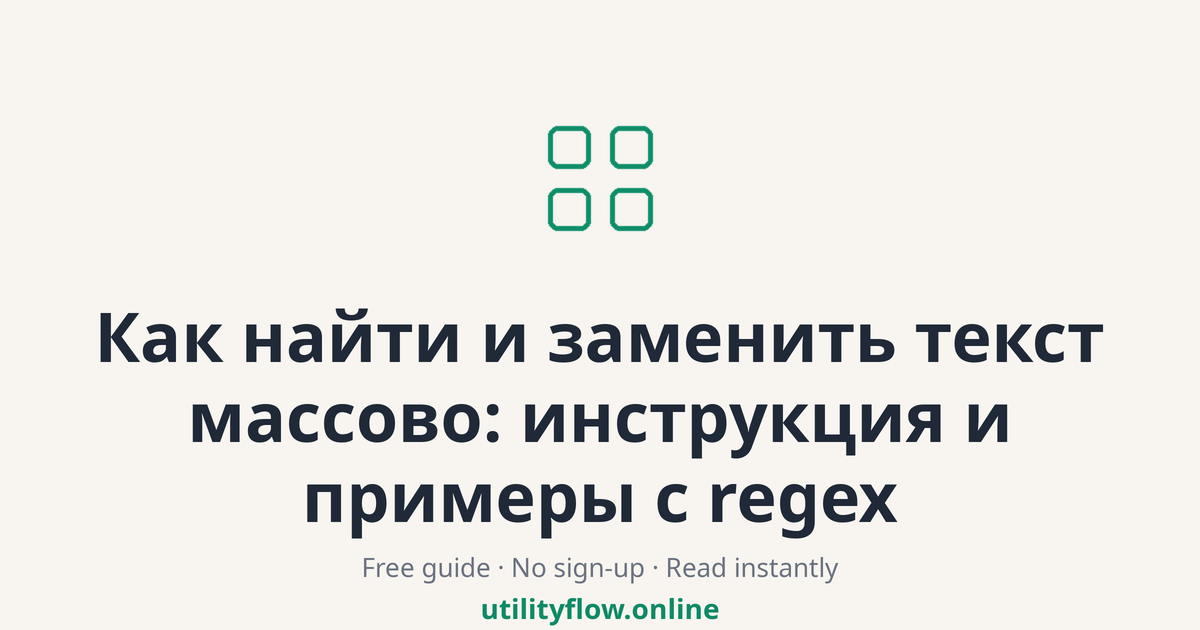 Как найти и заменить текст
массово: инструкция и
примеры с regex
Free guide · No sign-up · Read instantly
utilityflow.online